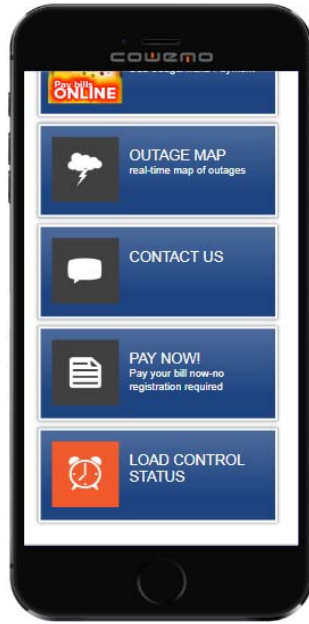 cowemo
Pay bills
ONLINE
OUTAGE MAP
real-time map of outages
CONTACT US
PAY NOW!
Pay your bill now-no
registration required
LOAD CONTROL
STATUS